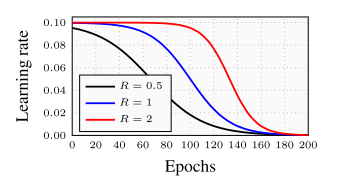 Learning rate
0.10
0.08
0.06
0.04
0.02
0.00
R = 0.5
R = 1
R = 2
0 20 40 60 80 100 120 140 160 180 200
Epochs